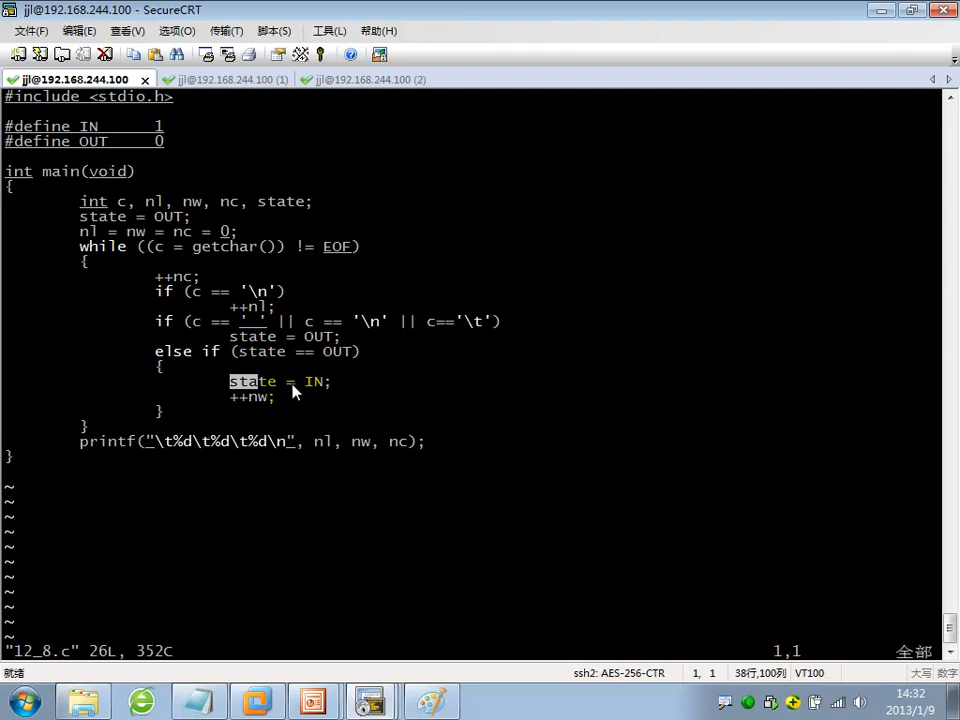 jjl@192.168.244.100 - SecureCRT
文件(F) 编辑(E) 查看(V) 选项(O) 传输(T) 脚本(S) 工具(L) 帮助(H)
jjl@192.168.244.100 jjl@192.168.244.100 (1) jjl@192.168.244.100 (2)
#include <stdio.h>
#define IN      1
#define OUT     0
int main(void)
{
        int c, nl, nw, nc, state;
        state = OUT;
        nl = nw = nc = 0;
        while ((c = getchar()) != EOF)
        {
                ++nc;
                if (c == '\n')
                        ++nl;
                if (c == ' ' || c == '\n' || c=='\t')
                        state = OUT;
                else if (state == OUT)
                {
                        state = IN;
                        ++nw;
                }
        }
        printf("\t%d\t%d\t%d\n", nl, nw, nc);
}
~
~
~
~
~
~
~
~
~
~
~
"12_8.c" 26L, 352C 1,1 全部
就绪 ssh2: AES-256-CTR 1, 1 38行,100列 VT100 大写 数字
14:32
2013/1/9